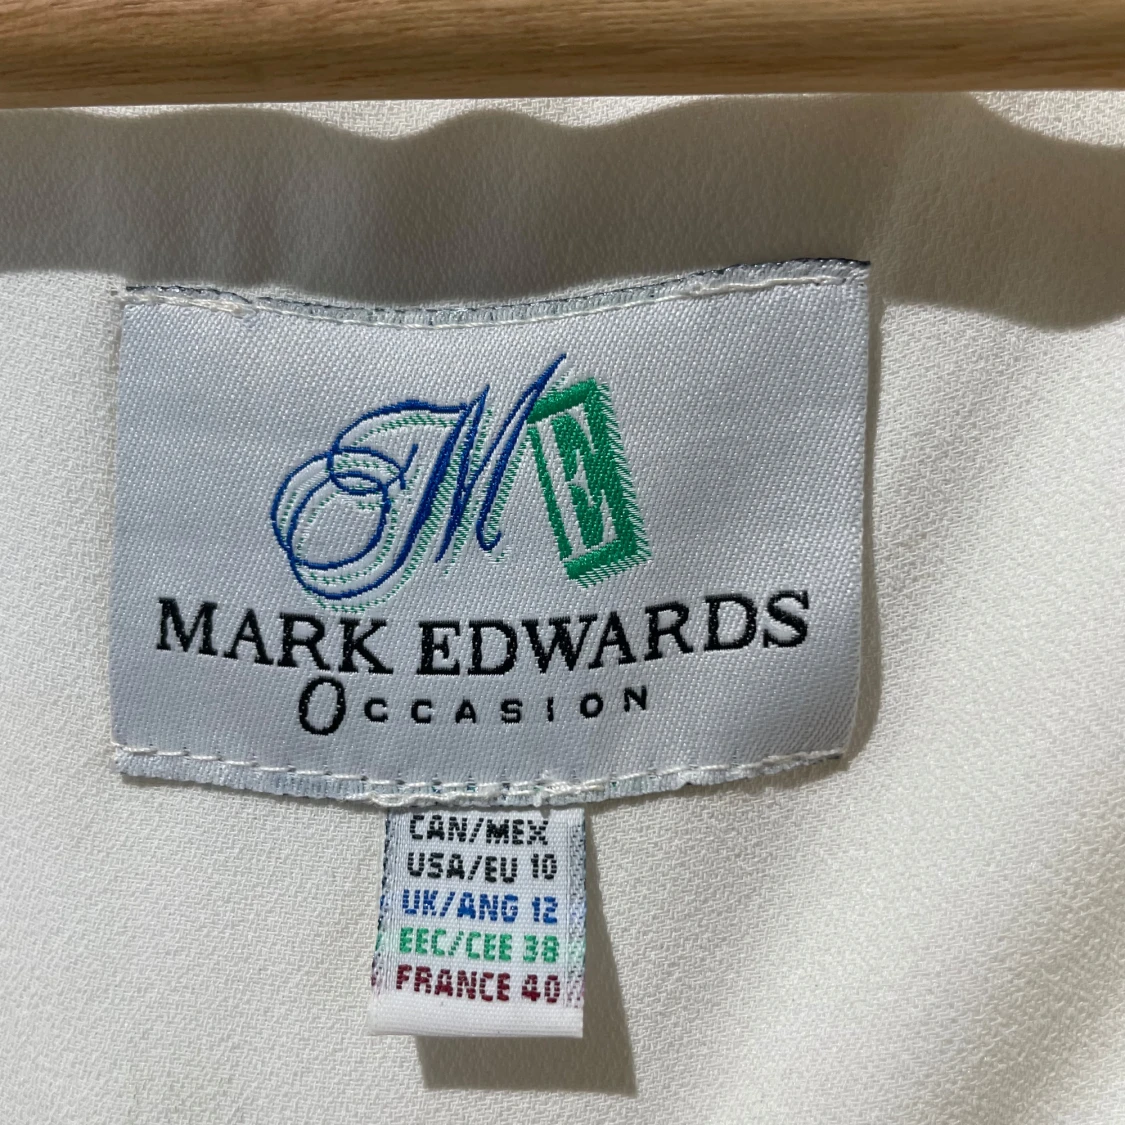 ME
MARK EDWARDS
OCCASION
CAN/MEX
USA/EU 10
UK/ANG 12
EEC/CEE 38
FRANCE 40